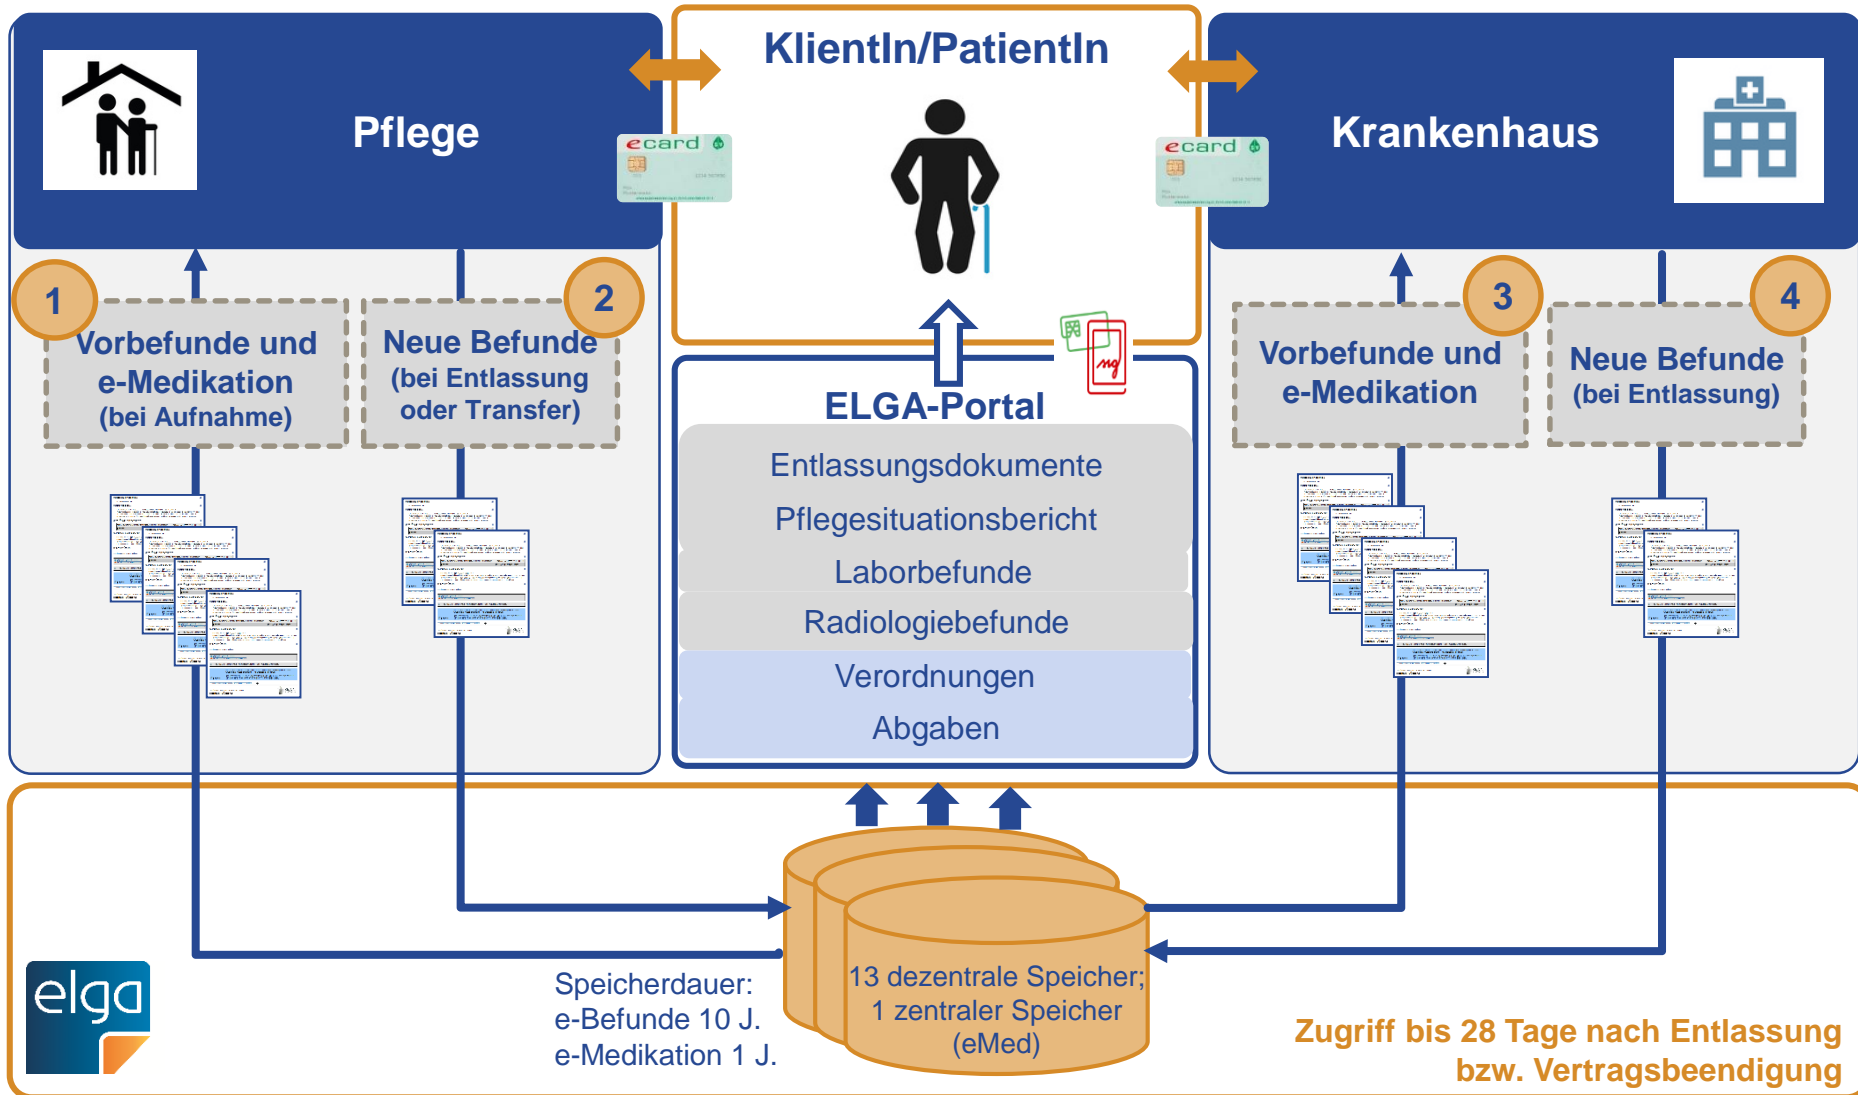 KlientIn/PatientIn
Pflege
Krankenhaus
ecard
ecard
1
Vorbefunde und
e-Medikation
(bei Aufnahme)
2
Neue Befunde
(bei Entlassung
oder Transfer)
3
Vorbefunde und
e-Medikation
4
Neue Befunde
(bei Entlassung)
ELGA-Portal
Entlassungsdokumente
Pflegesituationsbericht
Laborbefunde
Radiologiebefunde
Verordnungen
Abgaben
elga
Speicherdauer:
e-Befunde 10 J.
e-Medikation 1 J.
13 dezentrale Speicher;
1 zentraler Speicher
(eMed)
Zugriff bis 28 Tage nach Entlassung
bzw. Vertragsbeendigung